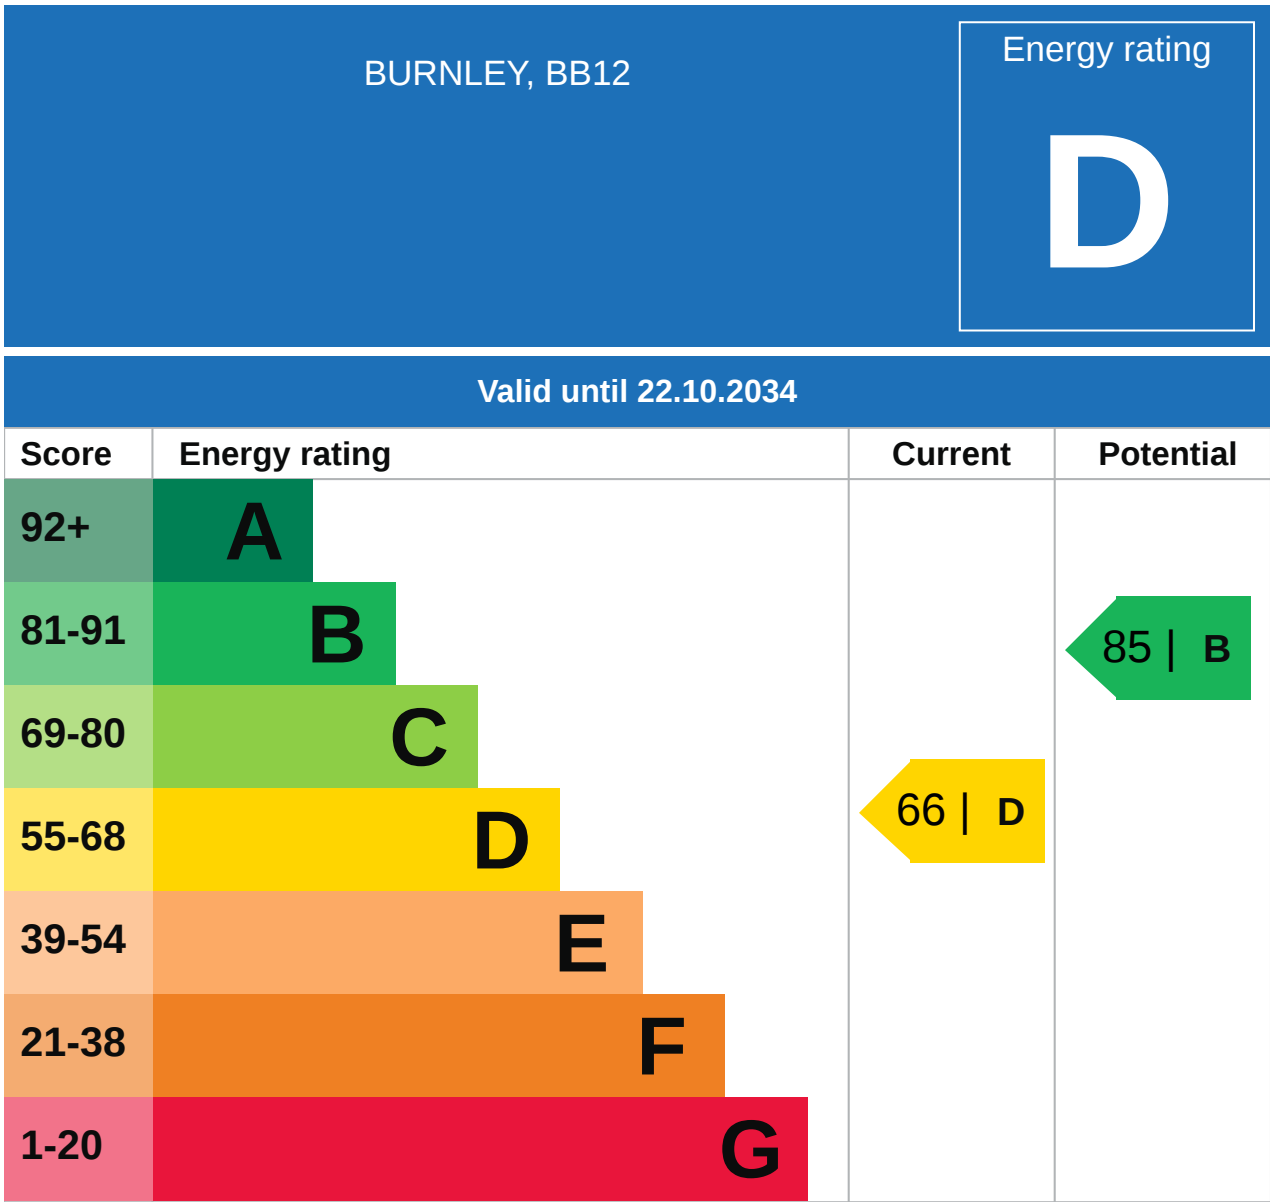 BURNLEY, BB12
Energy rating
D
Valid until 22.10.2034
Score Energy rating Current Potential
92+ A
81-91 B 85 | B
69-80 C
55-68 D 66 | D
39-54 E
21-38 F
1-20 G